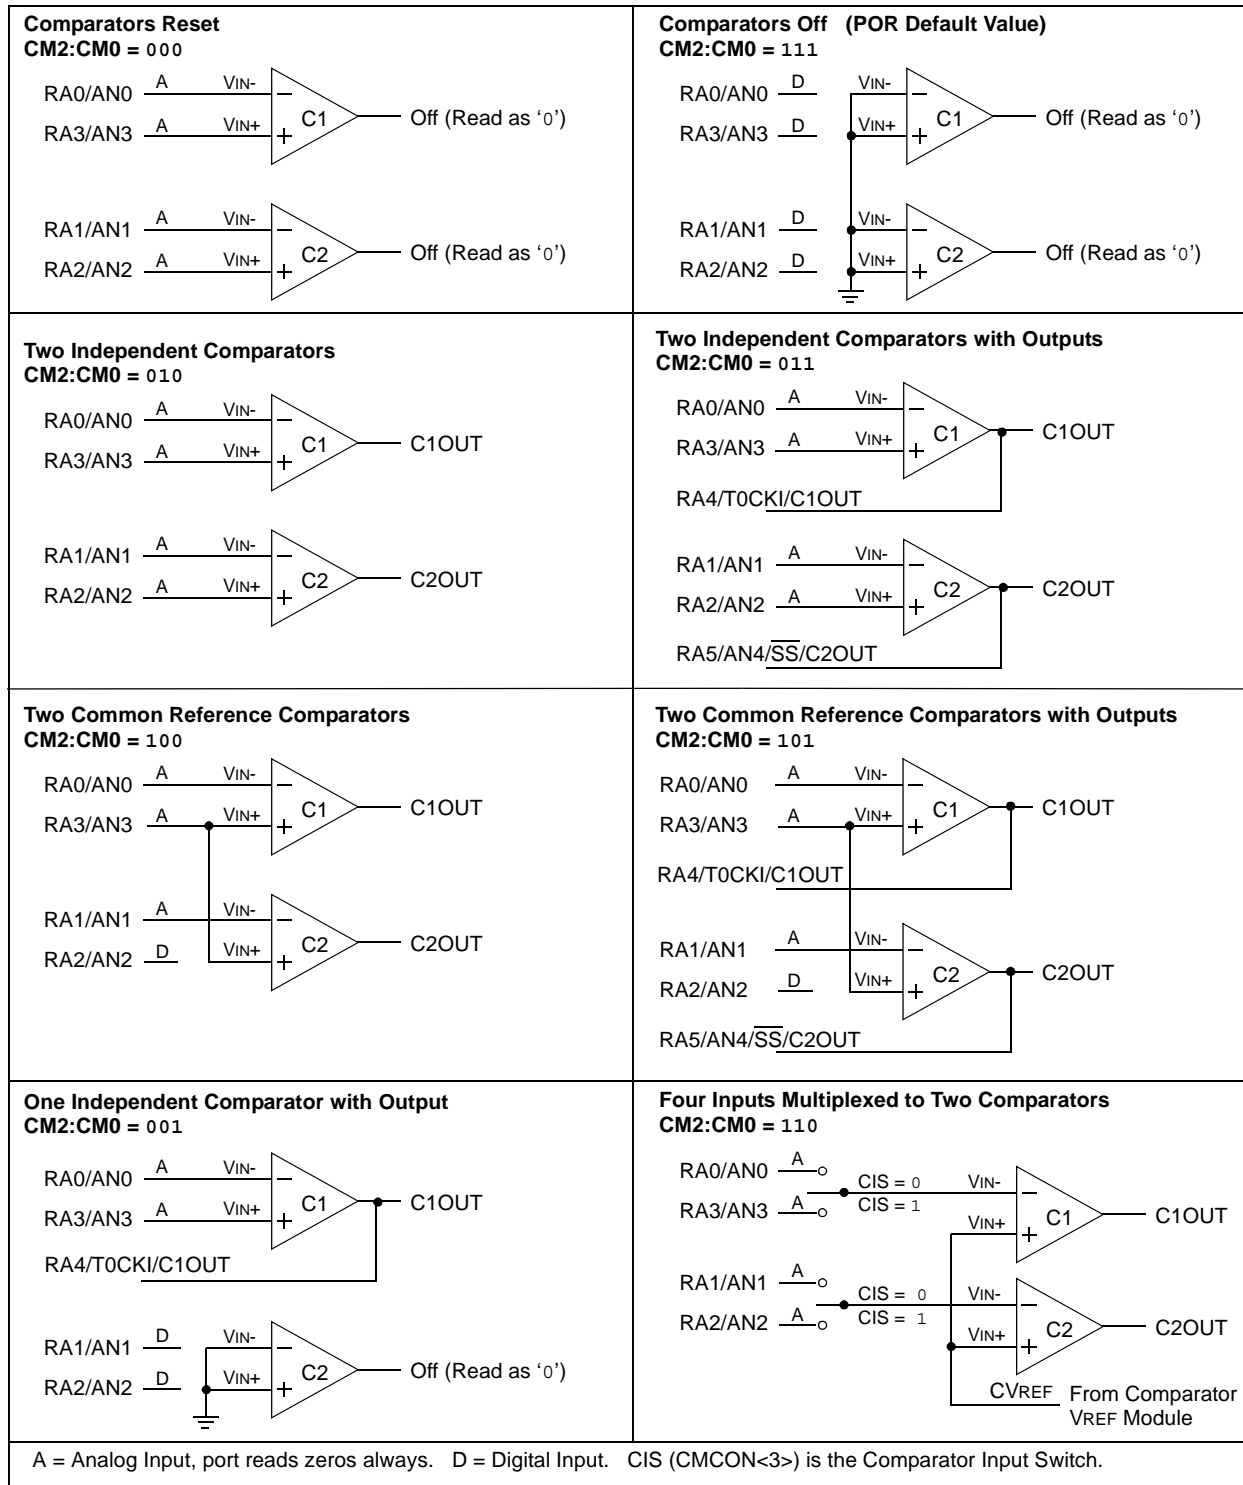 Comparators Reset
CM2:CM0 = 000
RA0/AN0 A VIN-
RA3/AN3 A VIN+
C1
Off (Read as ‘0’)
RA1/AN1 A VIN-
RA2/AN2 A VIN+
C2
Off (Read as ‘0’)
Comparators Off (POR Default Value)
CM2:CM0 = 111
RA0/AN0 D VIN-
RA3/AN3 D VIN+
C1
Off (Read as ‘0’)
RA1/AN1 D VIN-
RA2/AN2 D VIN+
C2
Off (Read as ‘0’)
Two Independent Comparators
CM2:CM0 = 010
RA0/AN0 A VIN-
RA3/AN3 A VIN+
C1
C1OUT
RA1/AN1 A VIN-
RA2/AN2 A VIN+
C2
C2OUT
Two Independent Comparators with Outputs
CM2:CM0 = 011
RA0/AN0 A VIN-
RA3/AN3 A VIN+
C1
C1OUT
RA4/T0CKI/C1OUT
RA1/AN1 A VIN-
RA2/AN2 A VIN+
C2
C2OUT
RA5/AN4/S̅S̅/C2OUT
Two Common Reference Comparators
CM2:CM0 = 100
RA0/AN0 A VIN-
RA3/AN3 A VIN+
C1
C1OUT
RA1/AN1 A VIN-
RA2/AN2 D VIN+
C2
C2OUT
Two Common Reference Comparators with Outputs
CM2:CM0 = 101
RA0/AN0 A VIN-
RA3/AN3 A VIN+
C1
C1OUT
RA4/T0CKI/C1OUT
RA1/AN1 A VIN-
RA2/AN2 D VIN+
C2
C2OUT
RA5/AN4/S̅S̅/C2OUT
One Independent Comparator with Output
CM2:CM0 = 001
RA0/AN0 A VIN-
RA3/AN3 A VIN+
C1
C1OUT
RA4/T0CKI/C1OUT
RA1/AN1 D VIN-
RA2/AN2 D VIN+
C2
Off (Read as ‘0’)
Four Inputs Multiplexed to Two Comparators
CM2:CM0 = 110
RA0/AN0 A
CIS = 0 VIN-
RA3/AN3 A CIS = 1
VIN+
C1
C1OUT
RA1/AN1 A
CIS = 0 VIN-
RA2/AN2 A CIS = 1
VIN+
C2
C2OUT
CVREF From Comparator
VREF Module
A = Analog Input, port reads zeros always. D = Digital Input. CIS (CMCON<3>) is the Comparator Input Switch.